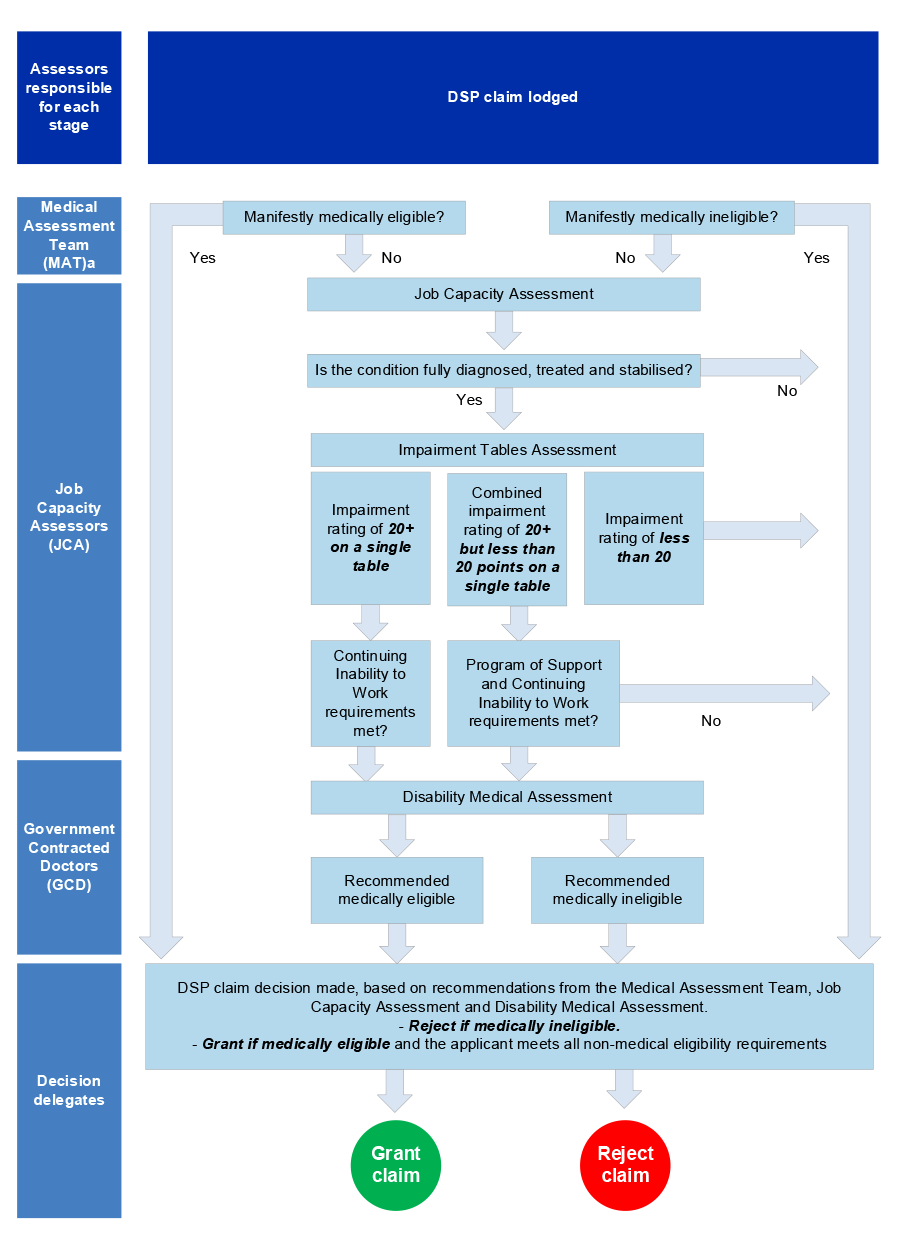 Assessors
responsible
for each
stage
DSP claim lodged
Medical
Assessment
Team
(MAT)a
Manifestly medically eligible?
Manifestly medically ineligible?
Yes
No
No
Yes
Job
Capacity
Assessors
(JCA)
Job Capacity Assessment
Is the condition fully diagnosed, treated and stabilised?
No
Yes
Impairment Tables Assessment
Impairment
rating of 20+
on a single
table
Combined
impairment
rating of 20+
but less than
20 points on a
single table
Impairment
rating of less
than 20
Continuing
Inability to
Work
requirements
met?
Program of Support
and Continuing
Inability to Work
requirements met?
No
Government
Contracted
Doctors
(GCD)
Disability Medical Assessment
Recommended
medically eligible
Recommended
medically ineligible
Decision
delegates
DSP claim decision made, based on recommendations from the Medical Assessment Team, Job
Capacity Assessment and Disability Medical Assessment.
- Reject if medically ineligible.
- Grant if medically eligible and the applicant meets all non-medical eligibility requirements
Grant
claim
Reject
claim